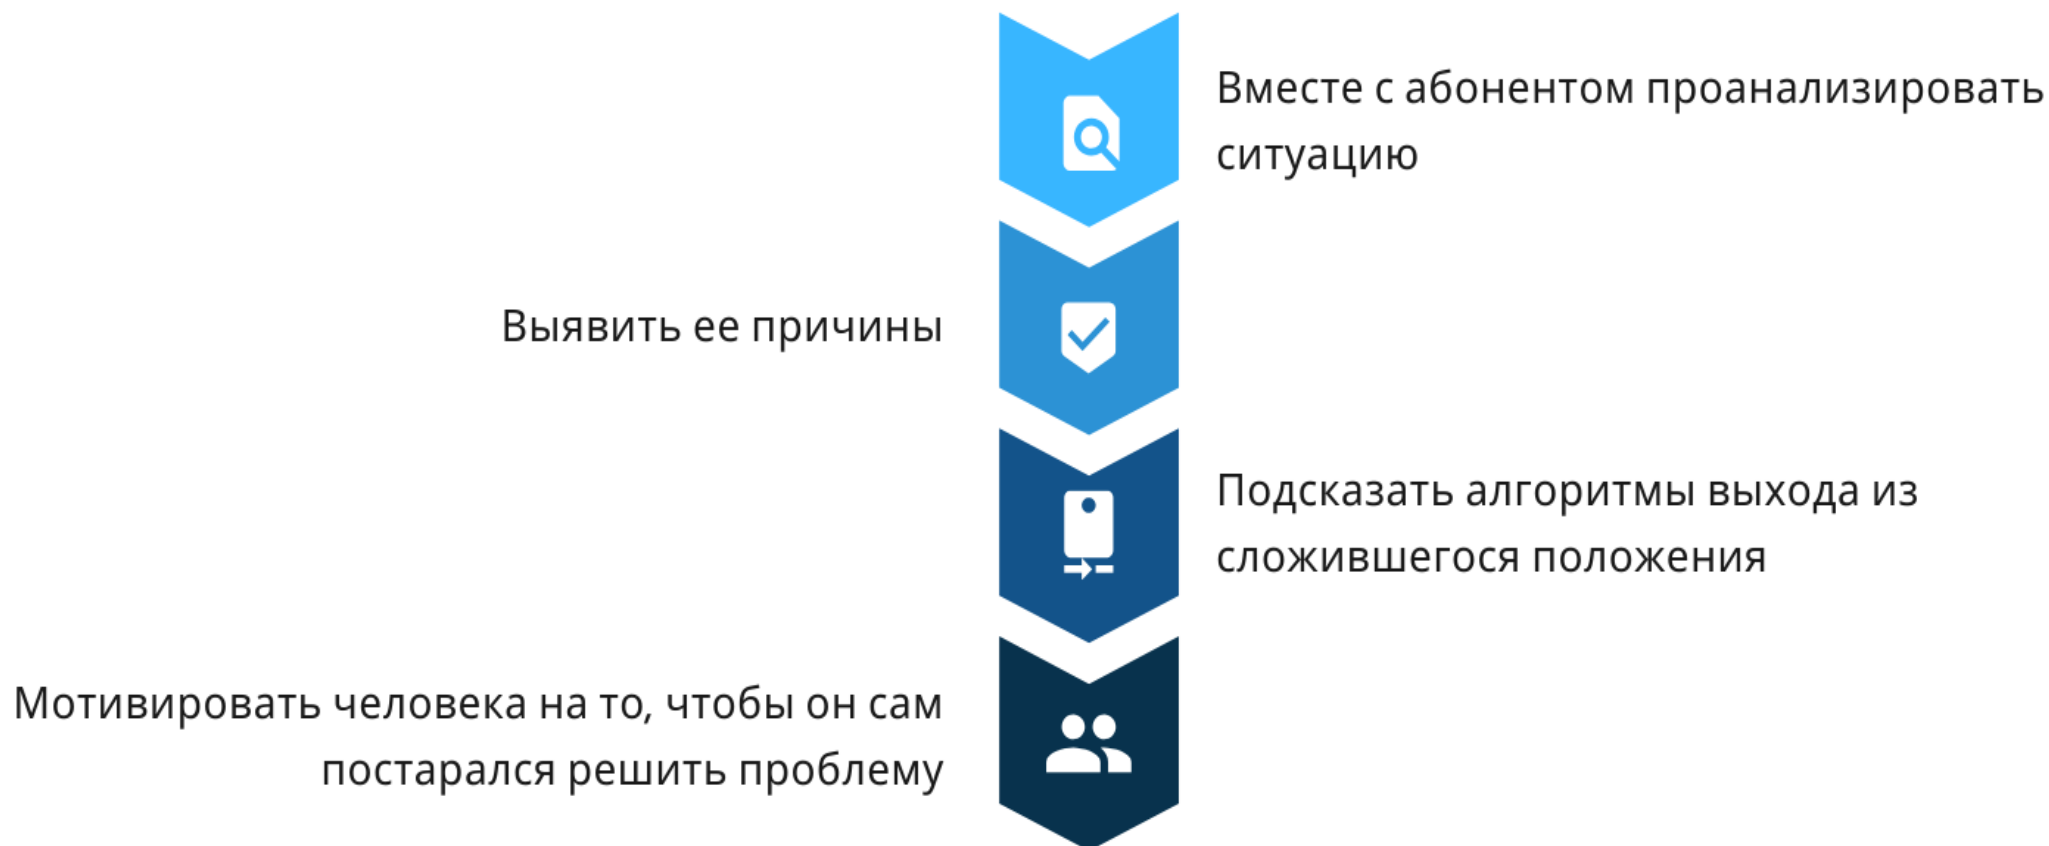 Вместе с абонентом проанализировать
ситуацию
Выявить ее причины
Подсказать алгоритмы выхода из
сложившегося положения
Мотивировать человека на то, чтобы он сам
постарался решить проблему